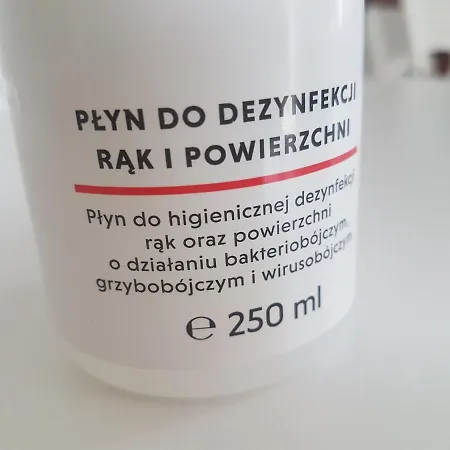 PŁYN DO DEZYNFEKCJI
RĄK I POWIERZCHNI
Płyn do higienicznej dezynfekcji
rąk oraz powierzchni
o działaniu bakteriobójczym,
grzybobójczym i wirusobójczym.
℮ 250 ml